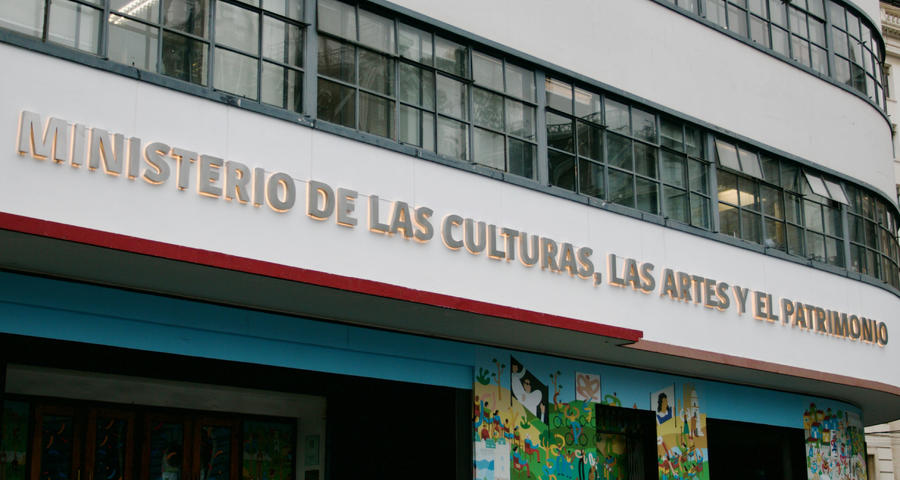 MINISTERIO DE LAS CULTURAS, LAS ARTES Y EL PATRIMONIO